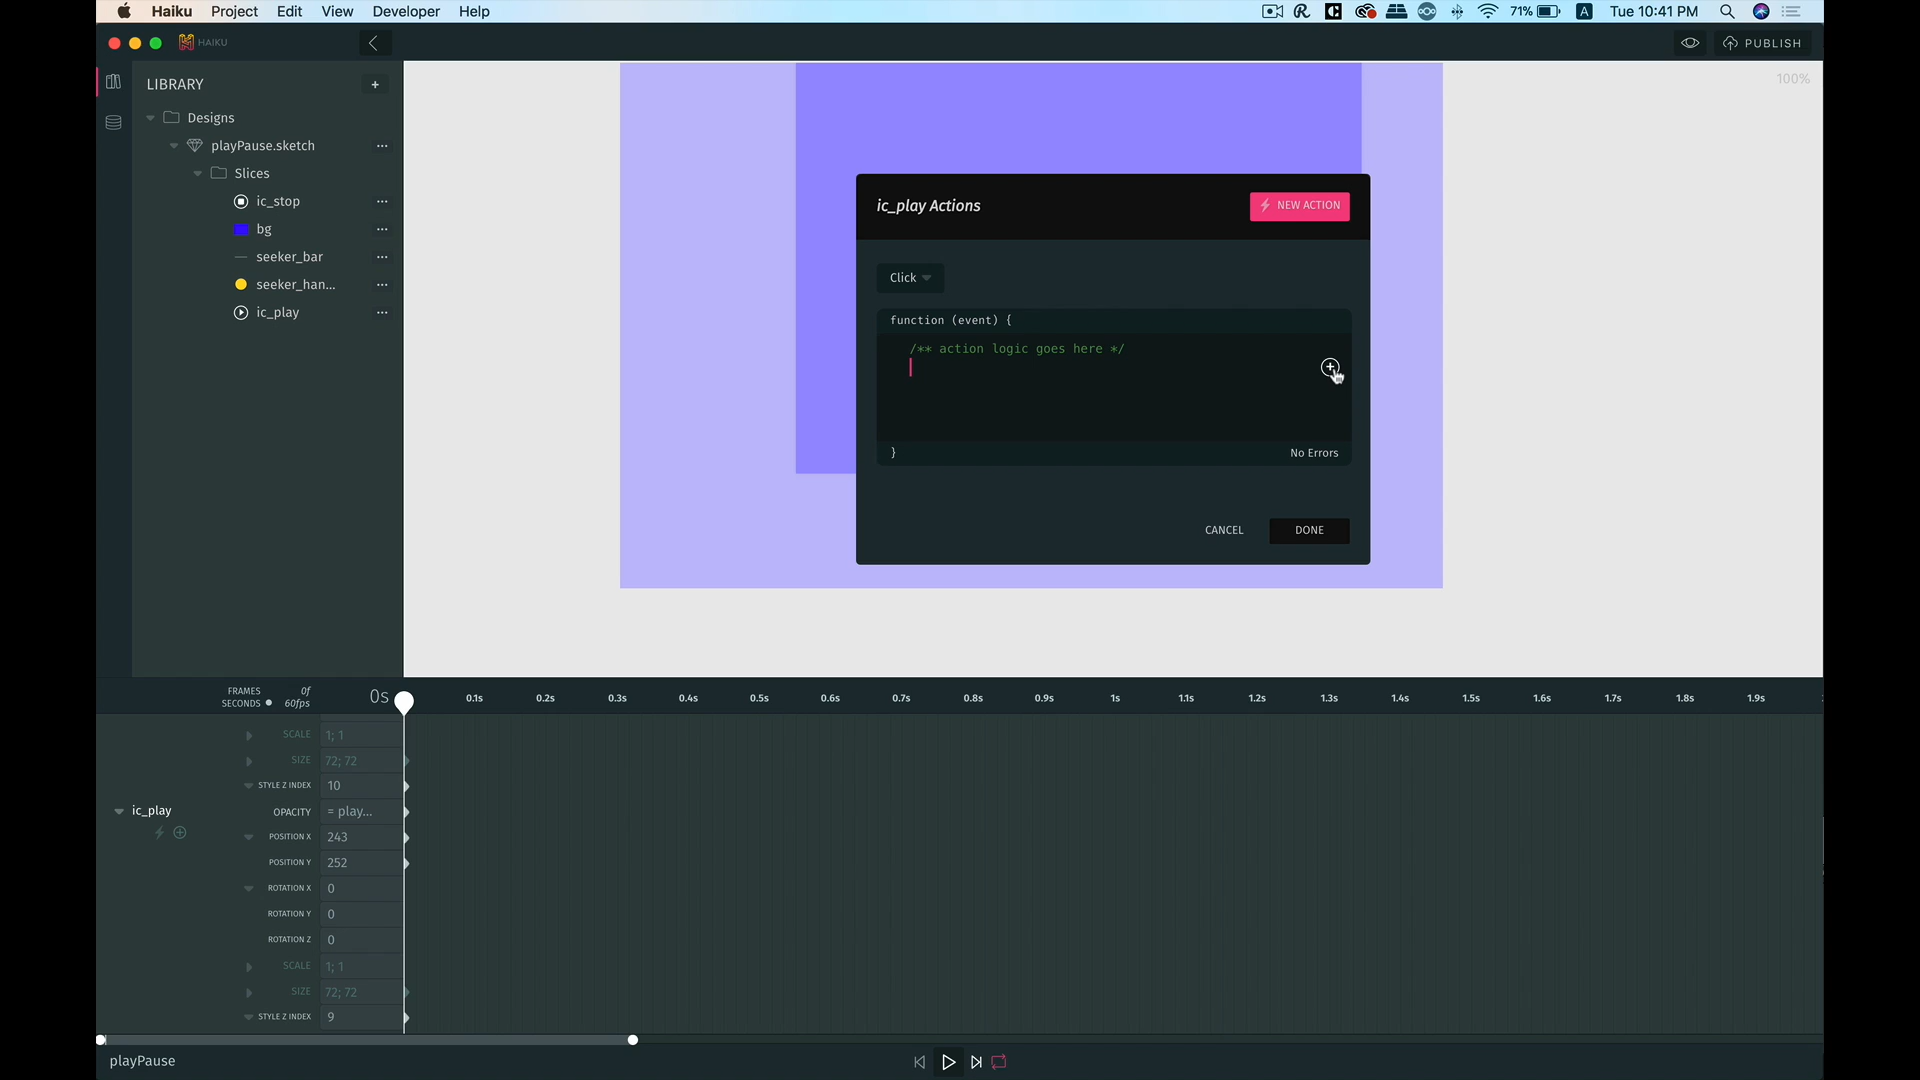 Haiku Project Edit View Developer Help
71% A Tue 10:41 PM
HAIKU
PUBLISH
LIBRARY
+
100%
Designs
playPause.sketch ...
Slices
ic_stop ...
bg ...
seeker_bar ...
seeker_han... ...
ic_play ...
ic_play Actions
NEW ACTION
Click
function (event) {
/** action logic goes here */
}
No Errors
CANCEL
DONE
FRAMES
SECONDS
0f
60fps
0s 0.1s 0.2s 0.3s 0.4s 0.5s 0.6s 0.7s 0.8s 0.9s 1s 1.1s 1.2s 1.3s 1.4s 1.5s 1.6s 1.7s 1.8s 1.9s
SCALE 1; 1
SIZE 72; 72
STYLE Z INDEX 10
ic_play
OPACITY = play...
POSITION X 243
POSITION Y 252
ROTATION X 0
ROTATION Y 0
ROTATION Z 0
SCALE 1; 1
SIZE 72; 72
STYLE Z INDEX 9
playPause